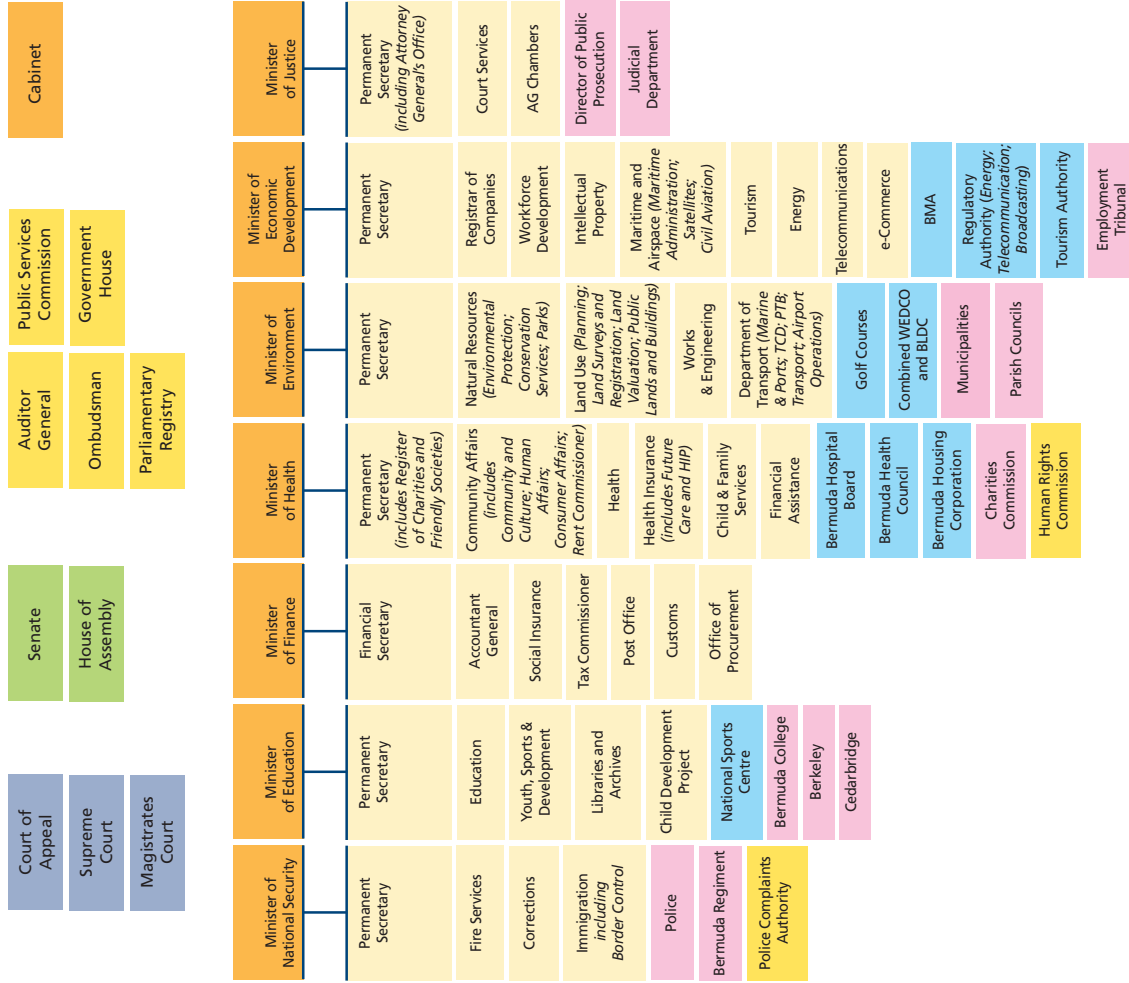 Court of
Appeal
Supreme
Court
Magistrates
Court
Senate
House of
Assembly
Auditor
General
Ombudsman
Parliamentary
Registry
Public Services
Commission
Government
House
Cabinet
Minister of
National Security
Permanent
Secretary
Fire Services
Corrections
Immigration
including
Border Control
Police
Bermuda Regiment
Police Complaints
Authority
Minister
of Education
Permanent
Secretary
Education
Youth, Sports &
Development
Libraries and
Archives
Child Development
Project
National Sports
Centre
Bermuda College
Berkeley
Cedarbridge
Minister
of Finance
Financial
Secretary
Accountant
General
Social Insurance
Tax Commissioner
Post Office
Customs
Office of
Procurement
Minister
of Health
Permanent
Secretary
(includes Register
of Charities and
Friendly Societies)
Community Affairs
(includes
Community and
Culture; Human
Affairs;
Consumer Affairs;
Rent Commissioner)
Health
Health Insurance
(includes Future
Care and HIP)
Child & Family
Services
Financial
Assistance
Bermuda Hospital
Board
Bermuda Health
Council
Bermuda Housing
Corporation
Charities
Commission
Human Rights
Commission
Minister of
Environment
Permanent
Secretary
Natural Resources
(Environmental
Protection;
Conservation
Services; Parks)
Land Use (Planning;
Land Surveys and
Registration; Land
Valuation; Public
Lands and Buildings)
Works
& Engineering
Department of
Transport (Marine
& Ports; TCD; PTB;
Transport; Airport
Operations)
Golf Courses
Combined WEDCO
and BLDC
Municipalities
Parish Councils
Minister of
Economic
Development
Permanent
Secretary
Registrar of
Companies
Workforce
Development
Intellectual
Property
Maritime and
Airspace (Maritime
Administration;
Satellites;
Civil Aviation)
Tourism
Energy
Telecommunications
e-Commerce
BMA
Regulatory
Authority (Energy;
Telecommunication;
Broadcasting)
Tourism Authority
Employment
Tribunal
Minister
of Justice
Permanent
Secretary
(including Attorney
General's Office)
Court Services
AG Chambers
Director of Public
Prosecution
Judicial
Department